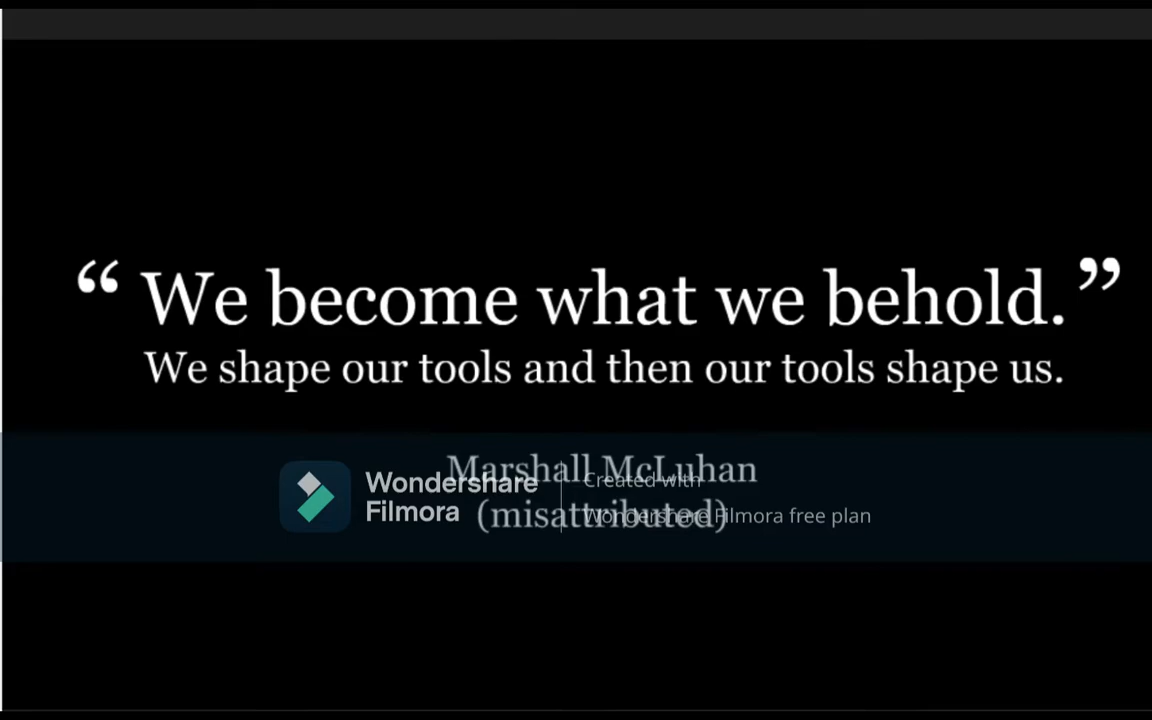 “ We become what we behold. ”
We shape our tools and then our tools shape us.
Marshall McLuhan
(misattributed)
Wondershare
Filmora
Created with
Wondershare Filmora free plan